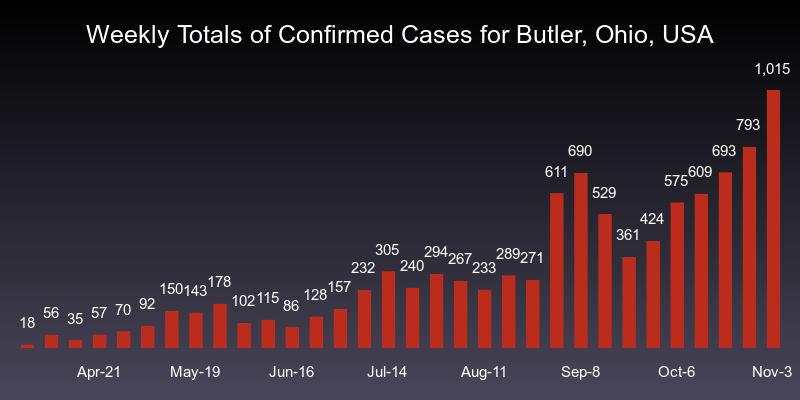 Weekly Totals of Confirmed Cases for Butler, Ohio, USA
18 56 35 57 70 92 150 143 178 102 115 86 128 157 232 305 240 294 267 233 289 271 611 690 529 361 424 575 609 693 793 1,015
Apr-21 May-19 Jun-16 Jul-14 Aug-11 Sep-8 Oct-6 Nov-3